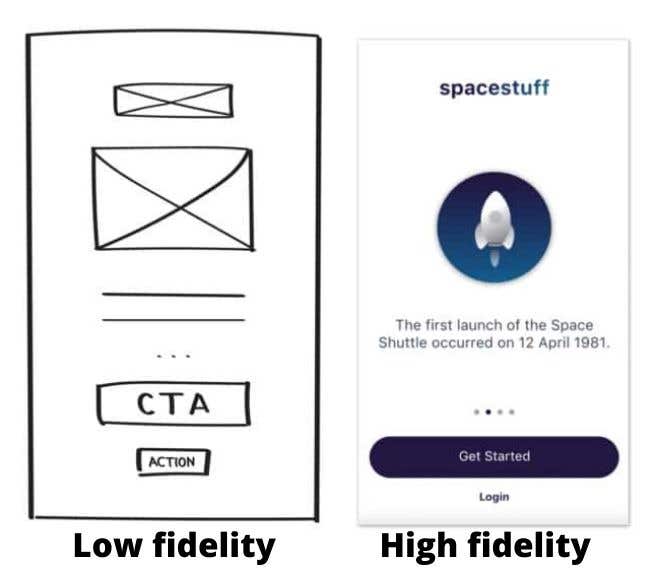 CTA
ACTION
Low fidelity
spacestuff
The first launch of the Space
Shuttle occurred on 12 April 1981.
Get Started
Login
High fidelity